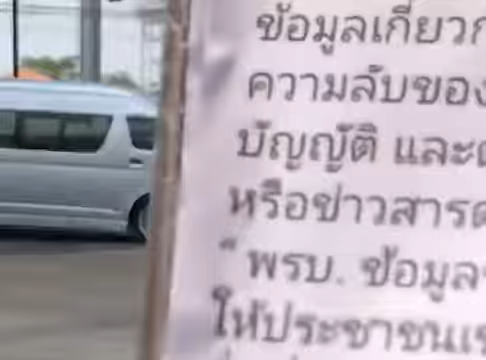 ข้อมูลเกี่ยวก
ความลับของ
บัญญัติ และ
หรือข่าวสาร
“ พรบ. ข้อมูล
ให้ประชาชน